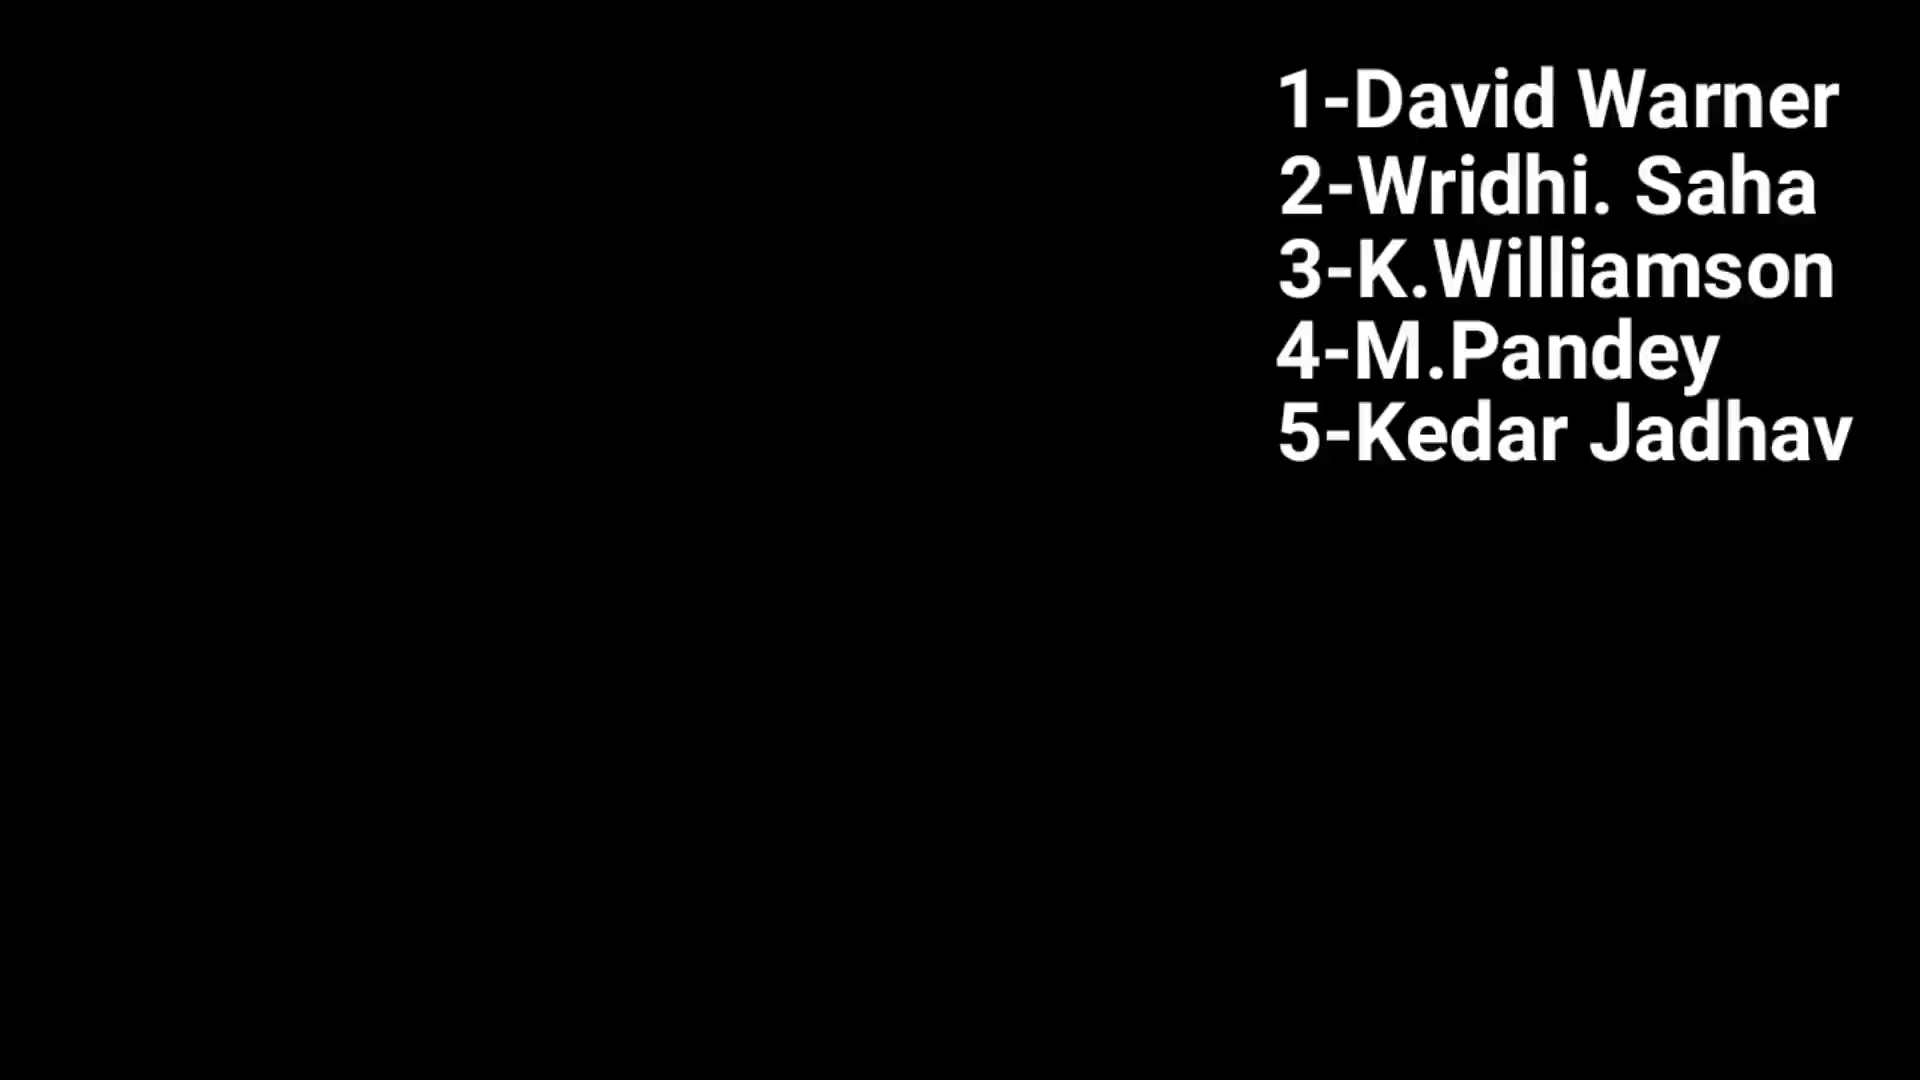 1-David Warner
2-Wridhi. Saha
3-K.Williamson
4-M.Pandey
5-Kedar Jadhav